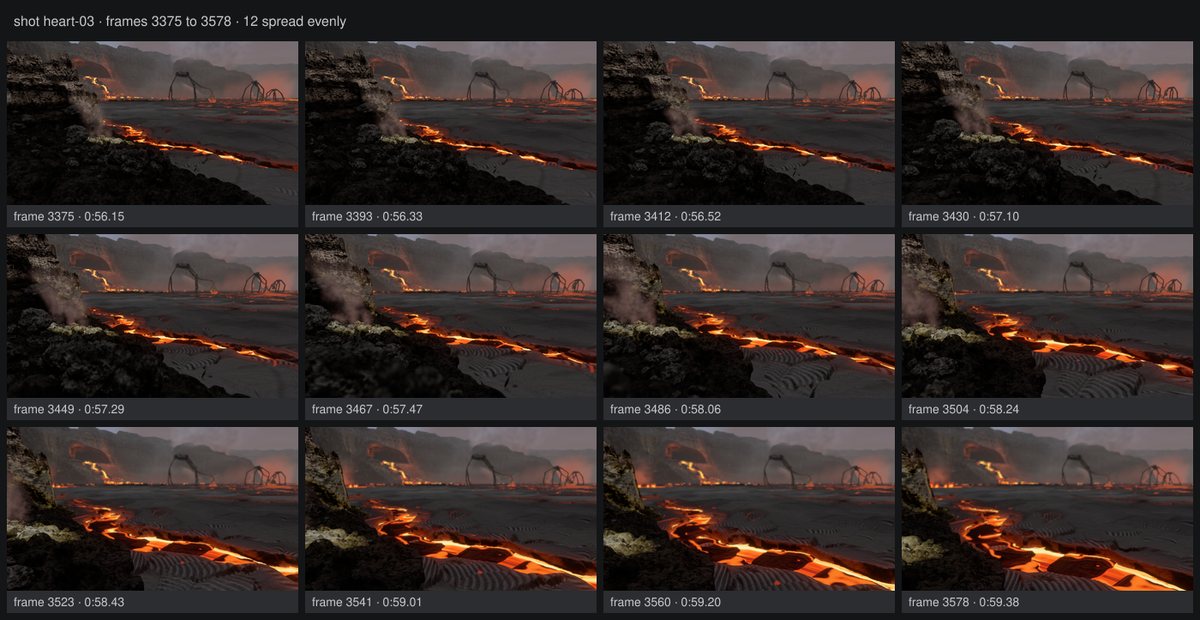 shot heart-03 · frames 3375 to 3578 · 12 spread evenly
frame 3375 · 0:56.15
frame 3393 · 0:56.33
frame 3412 · 0:56.52
frame 3430 · 0:57.10
frame 3449 · 0:57.29
frame 3467 · 0:57.47
frame 3486 · 0:58.06
frame 3504 · 0:58.24
frame 3523 · 0:58.43
frame 3541 · 0:59.01
frame 3560 · 0:59.20
frame 3578 · 0:59.38